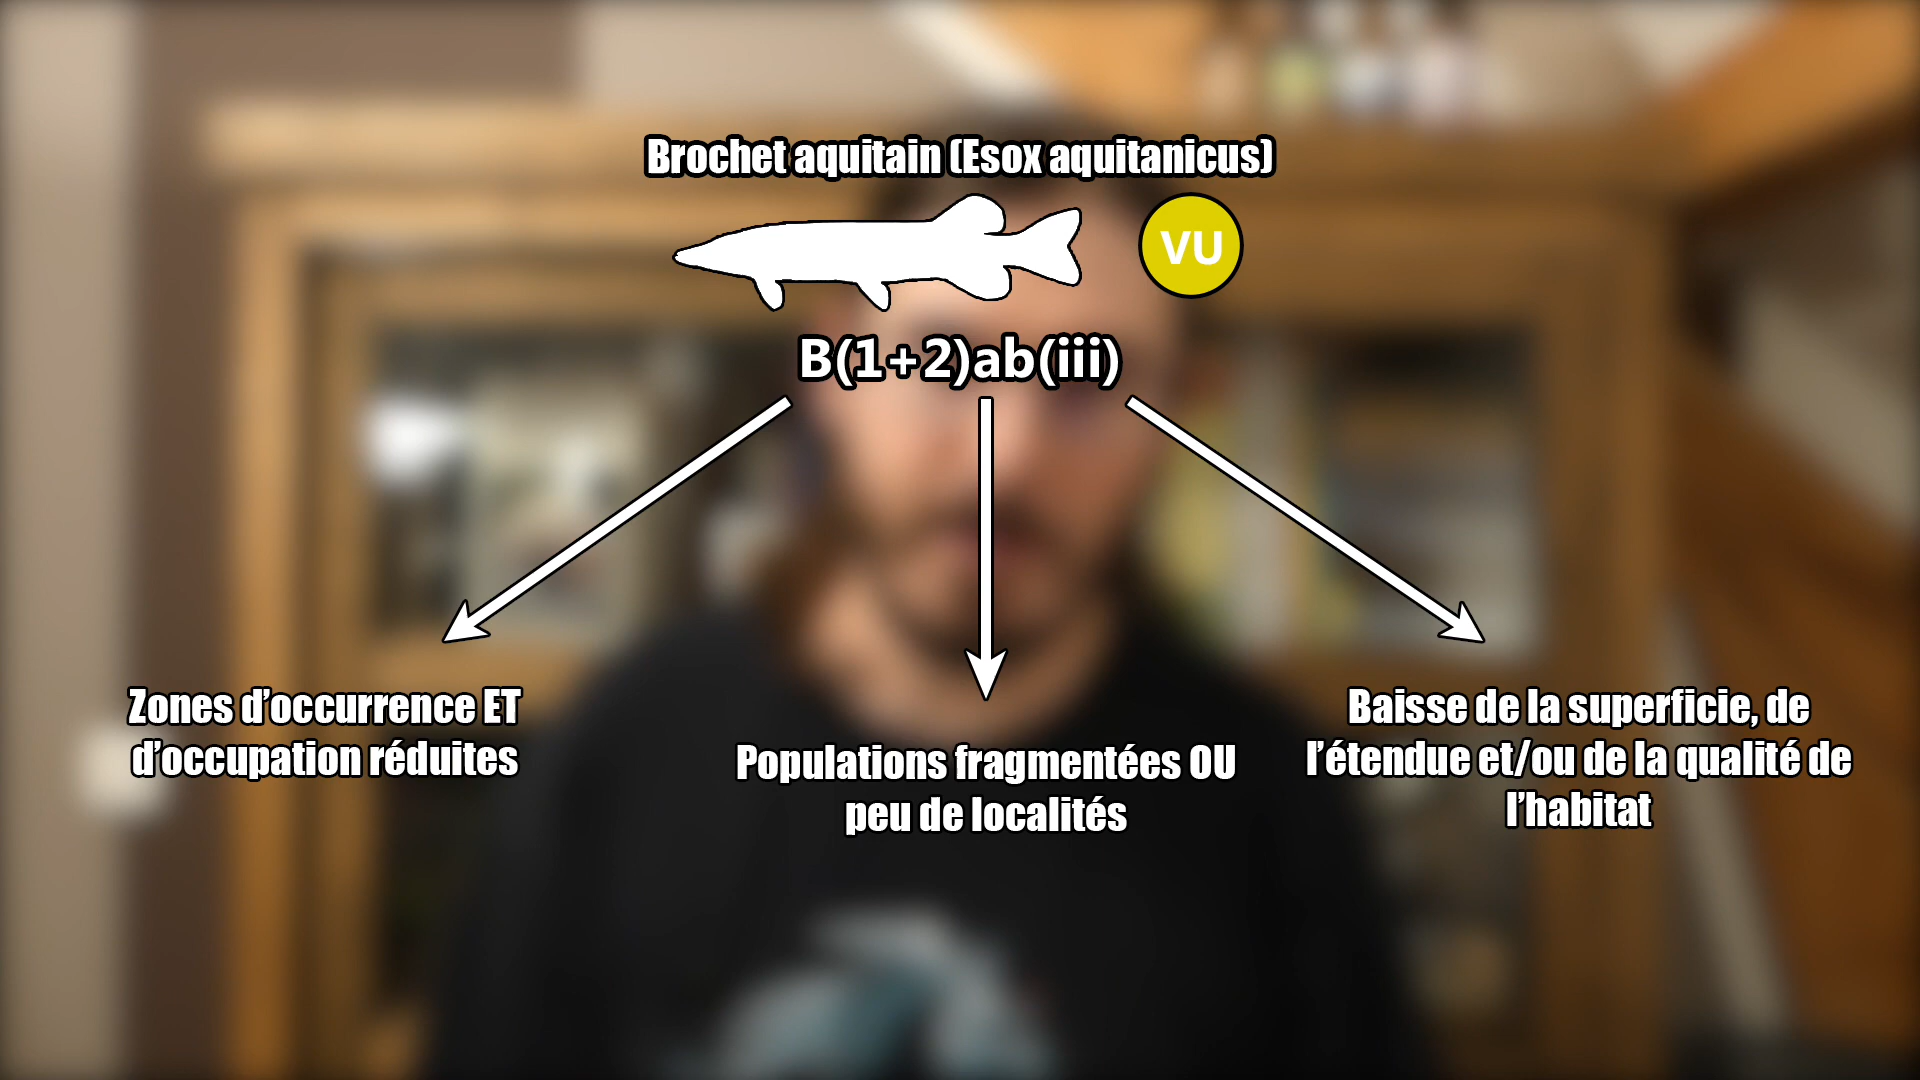 Brochet aquitain (Esox aquitanicus)
VU
B(1+2)ab(iii)
Zones d’occurrence ET
d’occupation réduites
Populations fragmentées OU
peu de localités
Baisse de la superficie, de
l’étendue et/ou de la qualité de
l’habitat